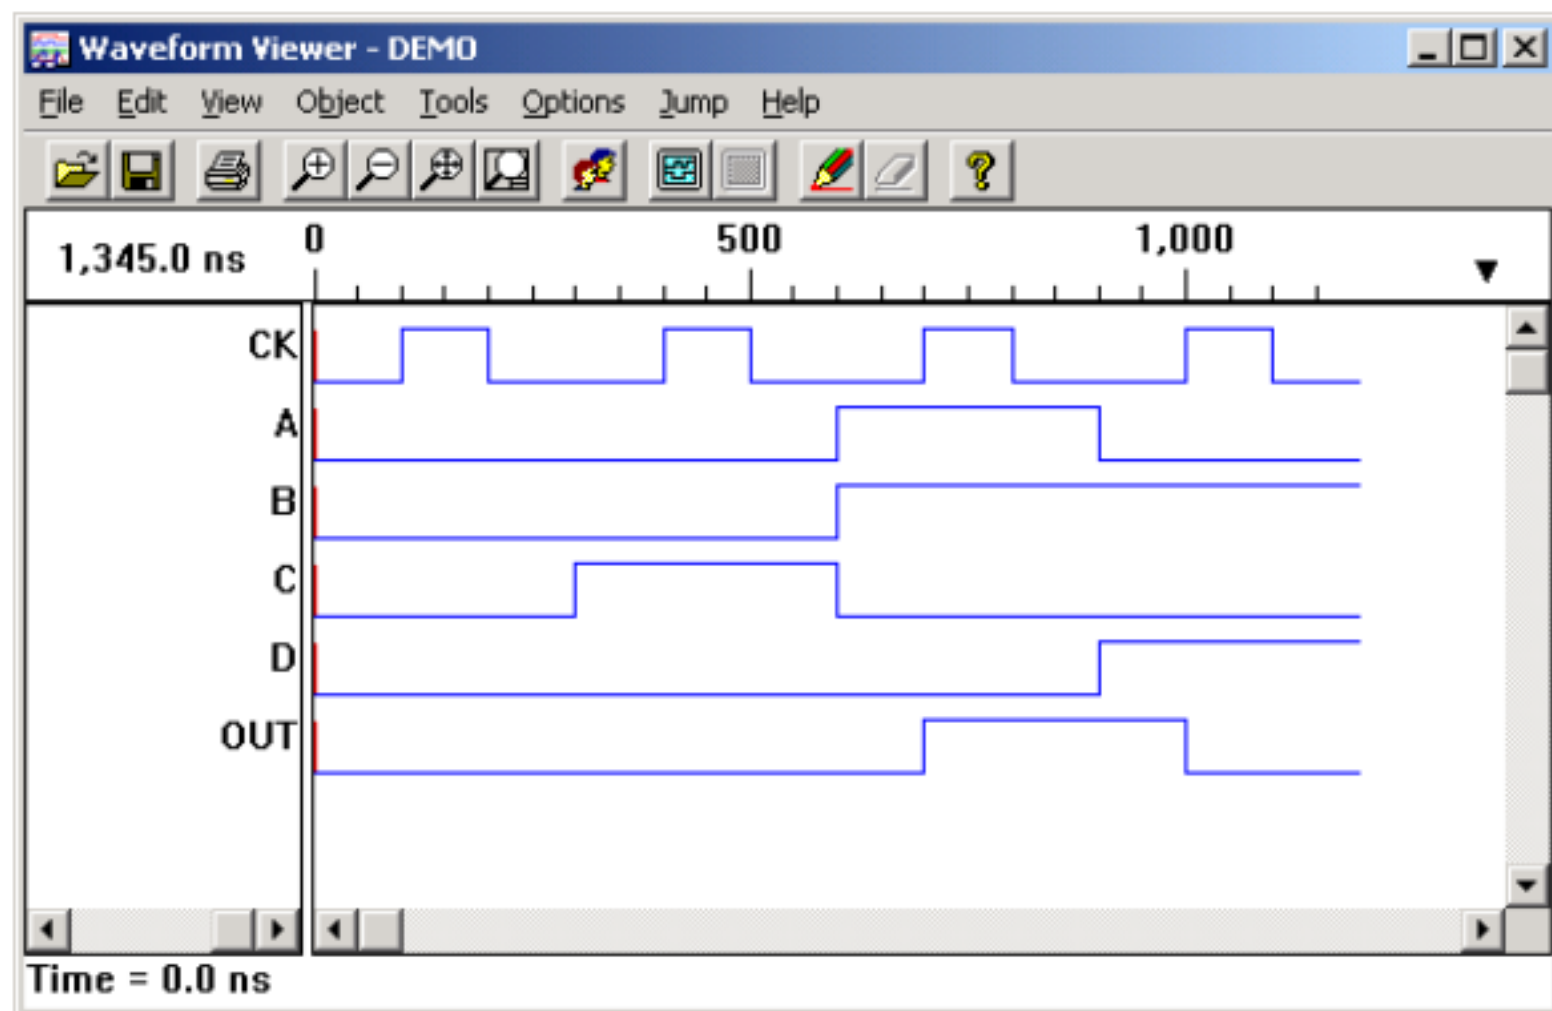 Waveform Viewer - DEMO
File Edit View Object Tools Options Jump Help
1,345.0 ns 0 500 1,000
CK
A
B
C
D
OUT
Time = 0.0 ns